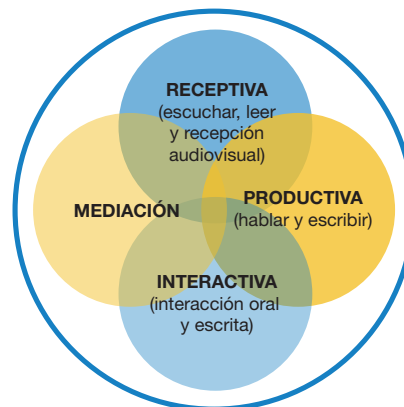 RECEPTIVA
(escuchar, leer
y recepción
audiovisual)
MEDIACIÓN
PRODUCTIVA
(hablar y escribir)
INTERACTIVA
(interacción oral
y escrita)